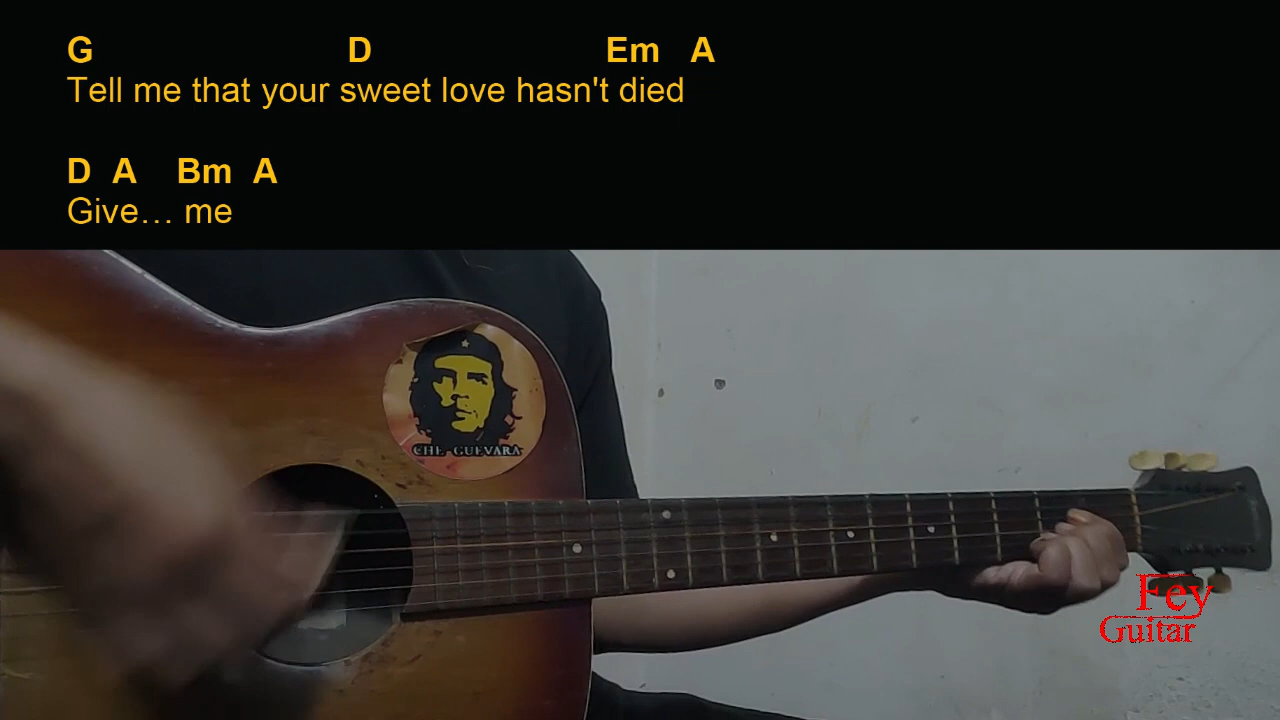 G D Em A
Tell me that your sweet love hasn't died
D A Bm A
Give… me
CHE GUEVARA
Fey
Guitar